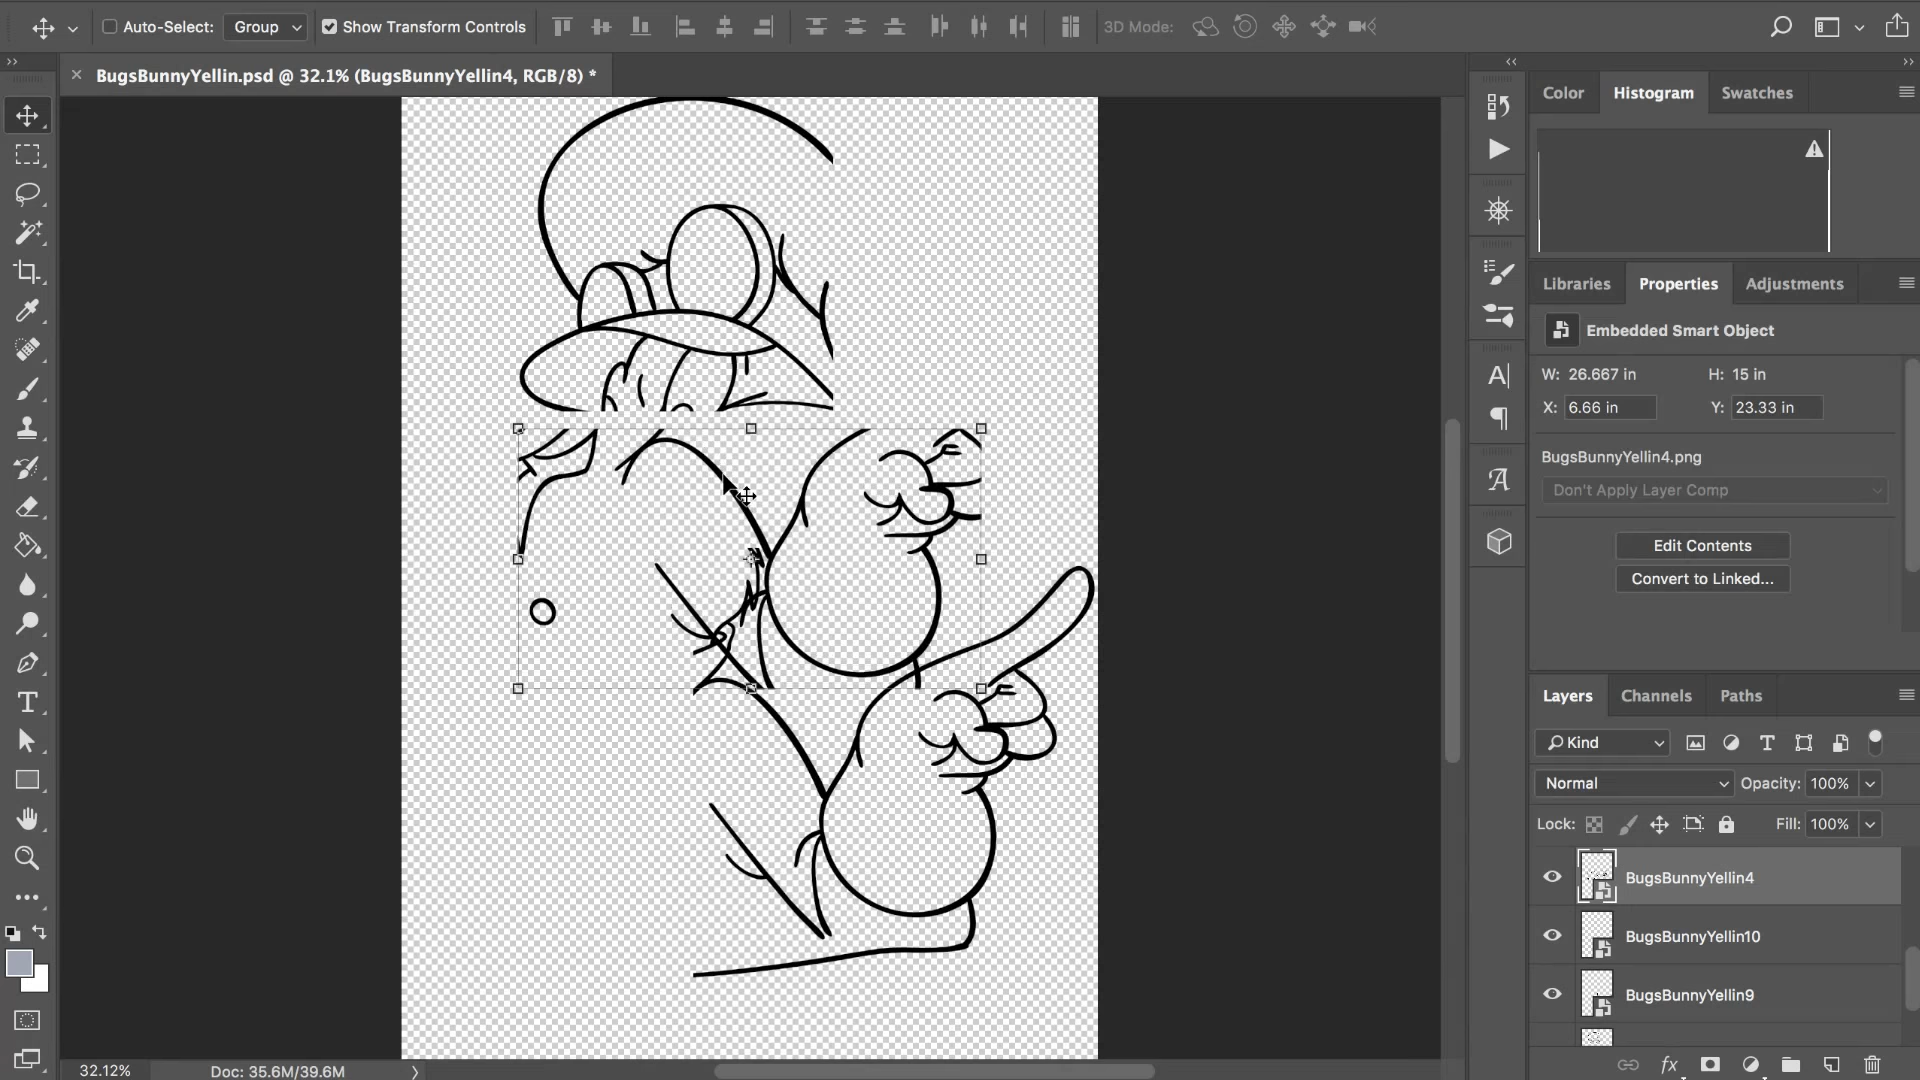 Auto-Select: Group Show Transform Controls 3D Mode:
BugsBunnyYellin.psd @ 32.1% (BugsBunnyYellin4, RGB/8) *
Color Histogram Swatches
Libraries Properties Adjustments
Embedded Smart Object
W: 26.667 in H: 15 in
X: 6.66 in Y: 23.33 in
BugsBunnyYellin4.png
Don't Apply Layer Comp
Edit Contents
Convert to Linked...
Layers Channels Paths
Kind
Normal Opacity: 100%
Lock: Fill: 100%
BugsBunnyYellin4
BugsBunnyYellin10
BugsBunnyYellin9
32.12% Doc: 35.6M/39.6M